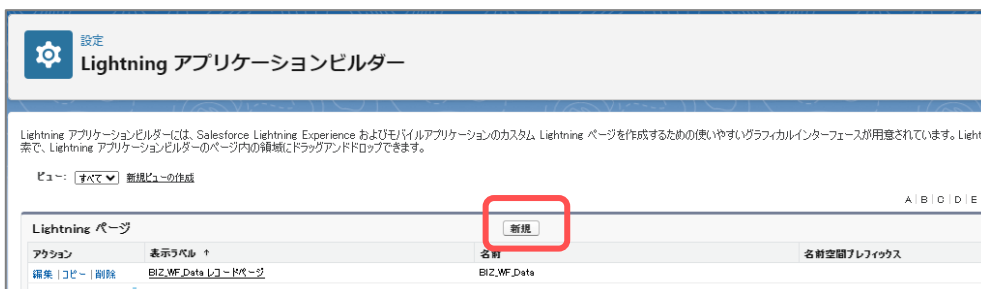 設定
Lightning アプリケーションビルダー
Lightning アプリケーションビルダーには、Salesforce Lightning Experience およびモバイルアプリケーションのカスタム Lightning ページを作成するための使いやすいグラフィカルインターフェースが用意されています。Light
素で、Lightning アプリケーションビルダーのページ内の領域にドラッグアンドドロップできます。
ビュー: すべて 新規ビューの作成
A | B | C | D | E
Lightning ページ 新規
アクション 表示ラベル ↑ 名前 名前空間プレフィックス
編集 | コピー | 削除 BIZ_WF_Data レコードページ BIZ_WF_Data